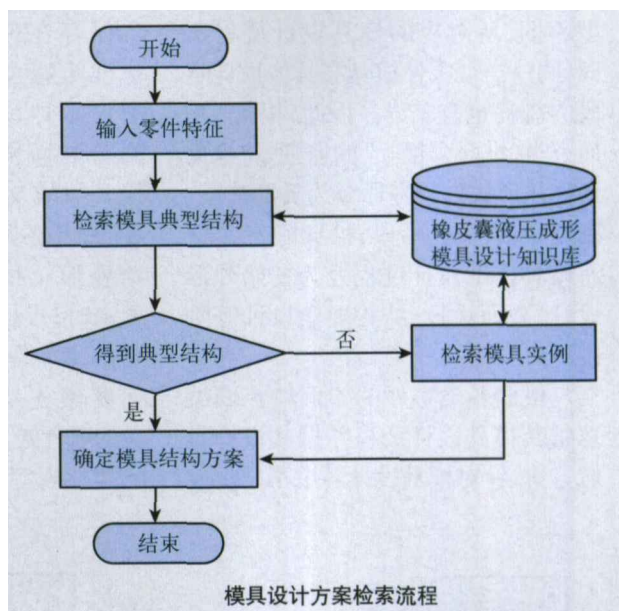 开始
输入零件特征
检索模具典型结构
橡皮囊液压成形
模具设计知识库
得到典型结构
否
检索模具实例
是
确定模具结构方案
结束
模具设计方案检索流程